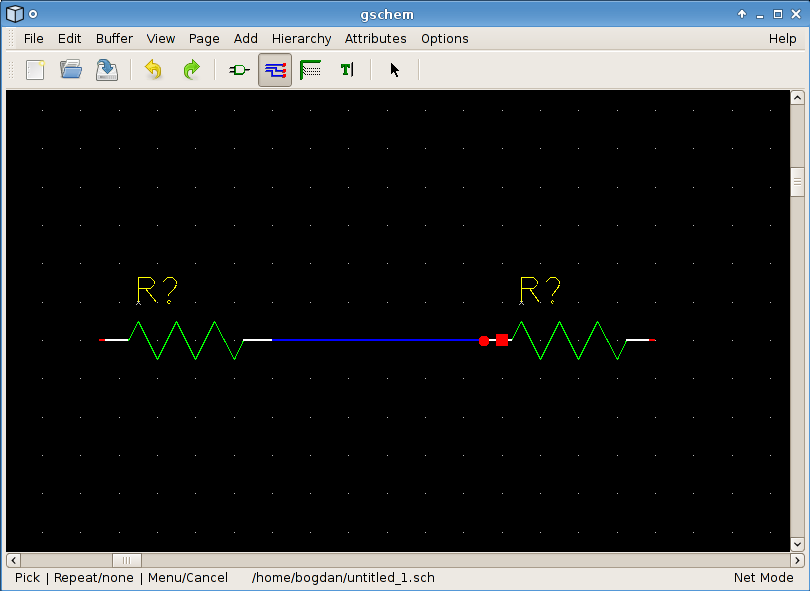 gschem
File Edit Buffer View Page Add Hierarchy Attributes Options Help
T
R? R?
Pick | Repeat/none | Menu/Cancel /home/bogdan/untitled_1.sch Net Mode